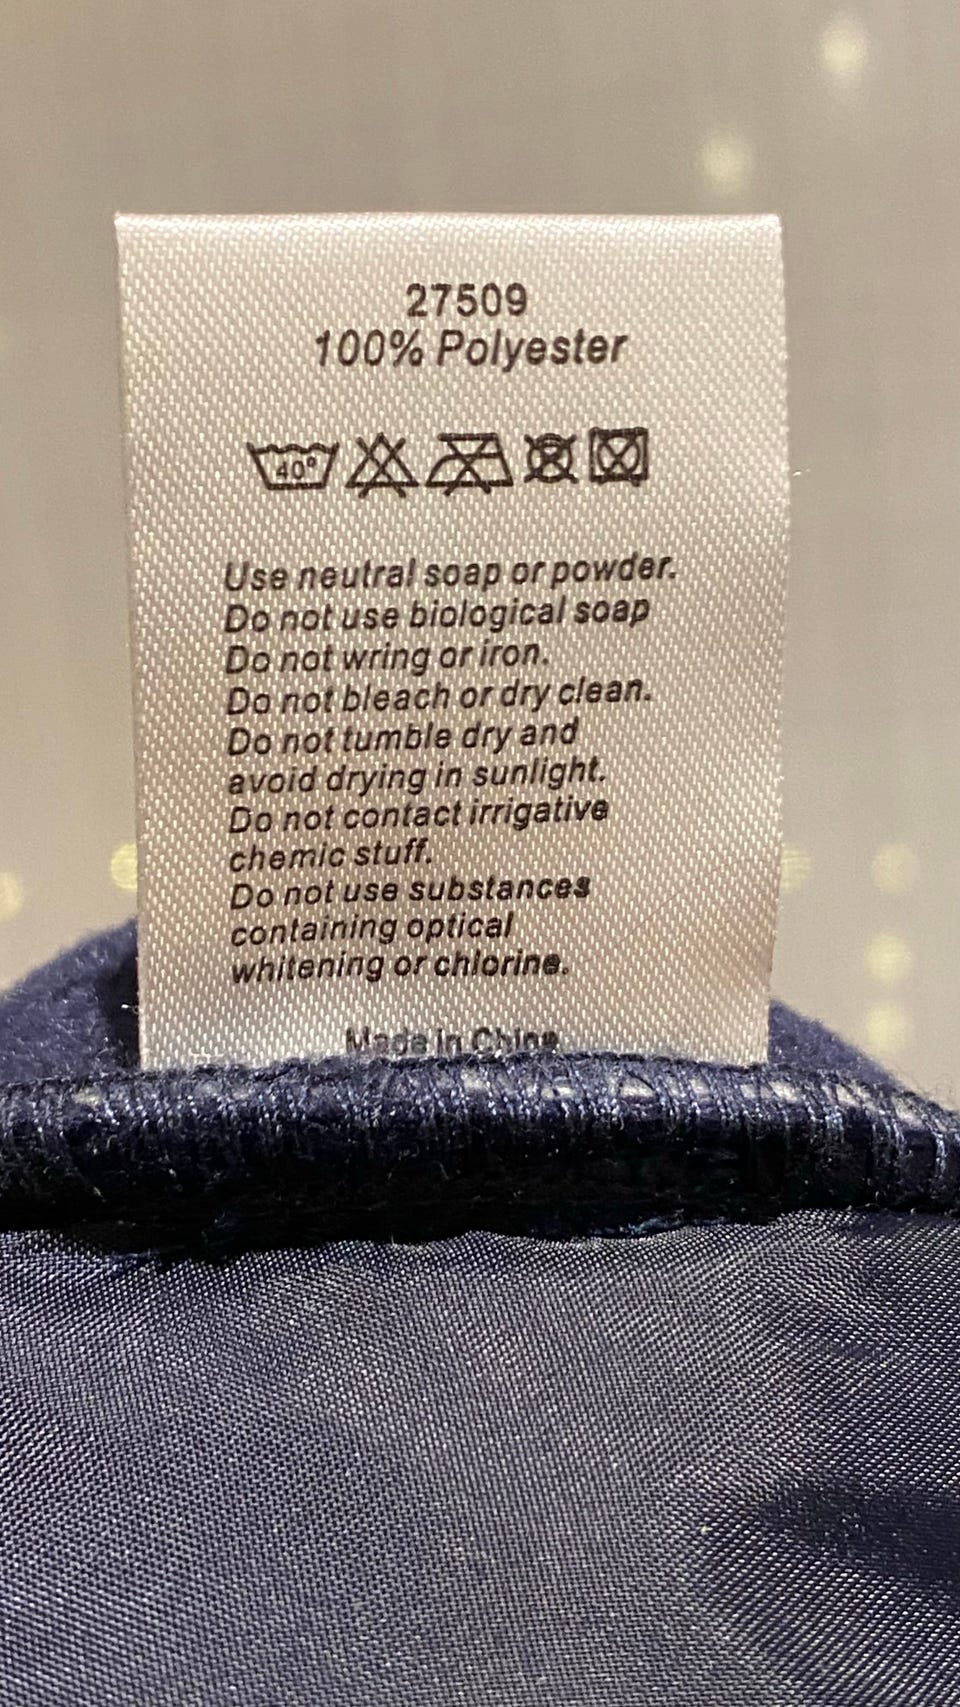 27509
100% Polyester
40°
Use neutral soap or powder.
Do not use biological soap
Do not wring or iron.
Do not bleach or dry clean.
Do not tumble dry and
avoid drying in sunlight.
Do not contact irrigative
chemic stuff.
Do not use substances
containing optical
whitening or chlorine.
Made in China